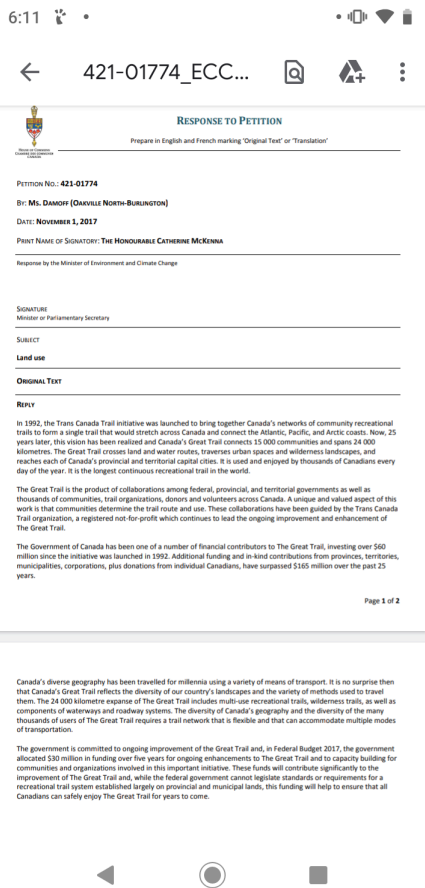 6:11
421-01774_ECC...
RESPONSE TO PETITION
Prepare in English and French marking 'Original Text' or 'Translation'
HOUSE OF COMMONS
CHAMBRE DES COMMUNES
CANADA
PETITION NO.: 421-01774
BY: MS. DAMOFF (OAKVILLE NORTH-BURLINGTON)
DATE: NOVEMBER 1, 2017
PRINT NAME OF SIGNATORY: THE HONOURABLE CATHERINE MCKENNA
Response by the Minister of Environment and Climate Change
SIGNATURE
Minister or Parliamentary Secretary
SUBJECT
Land use
ORIGINAL TEXT
REPLY
In 1992, the Trans Canada Trail initiative was launched to bring together Canada's networks of community recreational
trails to form a single trail that would stretch across Canada and connect the Atlantic, Pacific, and Arctic coasts. Now, 25
years later, this vision has been realized and Canada's Great Trail connects 15 000 communities and spans 24 000
kilometres. The Great Trail crosses land and water routes, traverses urban spaces and wilderness landscapes, and
reaches each of Canada's provincial and territorial capital cities. It is used and enjoyed by thousands of Canadians every
day of the year. It is the longest continuous recreational trail in the world.
The Great Trail is the product of collaborations among federal, provincial, and territorial governments as well as
thousands of communities, trail organizations, donors and volunteers across Canada. A unique and valued aspect of this
work is that communities determine the trail route and use. These collaborations have been guided by the Trans Canada
Trail organization, a registered not-for-profit which continues to lead the ongoing improvement and enhancement of
The Great Trail.
The Government of Canada has been one of a number of financial contributors to The Great Trail, investing over $60
million since the initiative was launched in 1992. Additional funding and in-kind contributions from provinces, territories,
municipalities, corporations, plus donations from individual Canadians, have surpassed $165 million over the past 25
years.
Page 1 of 2
Canada's diverse geography has been travelled for millennia using a variety of means of transport. It is no surprise then
that Canada's Great Trail reflects the diversity of our country's landscapes and the variety of methods used to travel
them. The 24 000 kilometre expanse of The Great Trail includes multi-use recreational trails, wilderness trails, as well as
components of waterways and roadway systems. The diversity of Canada's geography and the diversity of the many
thousands of users of The Great Trail requires a trail network that is flexible and that can accommodate multiple modes
of transportation.
The government is committed to ongoing improvement of the Great Trail and, in Federal Budget 2017, the government
allocated $30 million in funding over five years for ongoing enhancements to The Great Trail and to capacity building for
communities and organizations involved in this important initiative. These funds will contribute significantly to the
improvement of The Great Trail and, while the federal government cannot legislate standards or requirements for a
recreational trail system established largely on provincial and municipal lands, this funding will help to ensure that all
Canadians can safely enjoy The Great Trail for years to come.